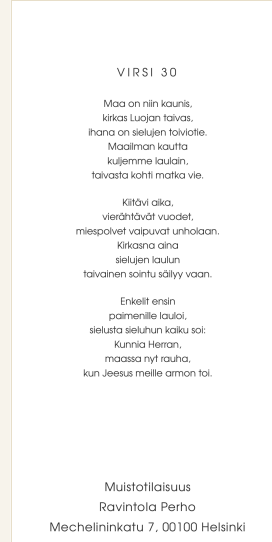 VIRSI 30
Maa on niin kaunis,
kirkas Luojan taivas,
ihana on sielujen toiviotie.
Maailman kautta
kuljemme laulain,
taivasta kohti matka vie.
Kiitävi aika,
vierähtävät vuodet,
miespolvet vaipuvat unholaan.
Kirkasna aina
sielujen laulun
taivainen sointu säilyy vaan.
Enkelit ensin
paimenille lauloi,
sielusta sieluhun kaiku soi:
Kunnia Herran,
maassa nyt rauha,
kun Jeesus meille armon toi.
Muistotilaisuus
Ravintola Perho
Mechelininkatu 7, 00100 Helsinki